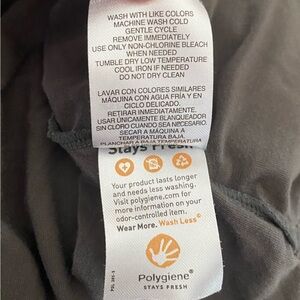 WASH WITH LIKE COLORS
MACHINE WASH COLD
GENTLE CYCLE
REMOVE IMMEDIATELY
USE ONLY NON-CHLORINE BLEACH
WHEN NEEDED
TUMBLE DRY LOW TEMPERATURE
COOL IRON IF NEEDED
DO NOT DRY CLEAN
LAVAR CON COLORES SIMILARES
MÁQUINA CON AGUA FRÍA Y EN
CICLO DELICADO.
RETIRAR INMEDIATAMENTE.
USAR ÚNICAMENTE BLANQUEADOR
SIN CLORO CUANDO SEA NECESARIO.
SECAR A MÁQUINA A
TEMPERATURA BAJA.
PLANCHAR A BAJA TEMPERATURA
Stays Fresh
Your product lasts longer
and needs less washing.
Visit polygiene.com for
more information on your
odor-controlled item.
Wear More. Wash Less®
Polygiene®
STAYS FRESH